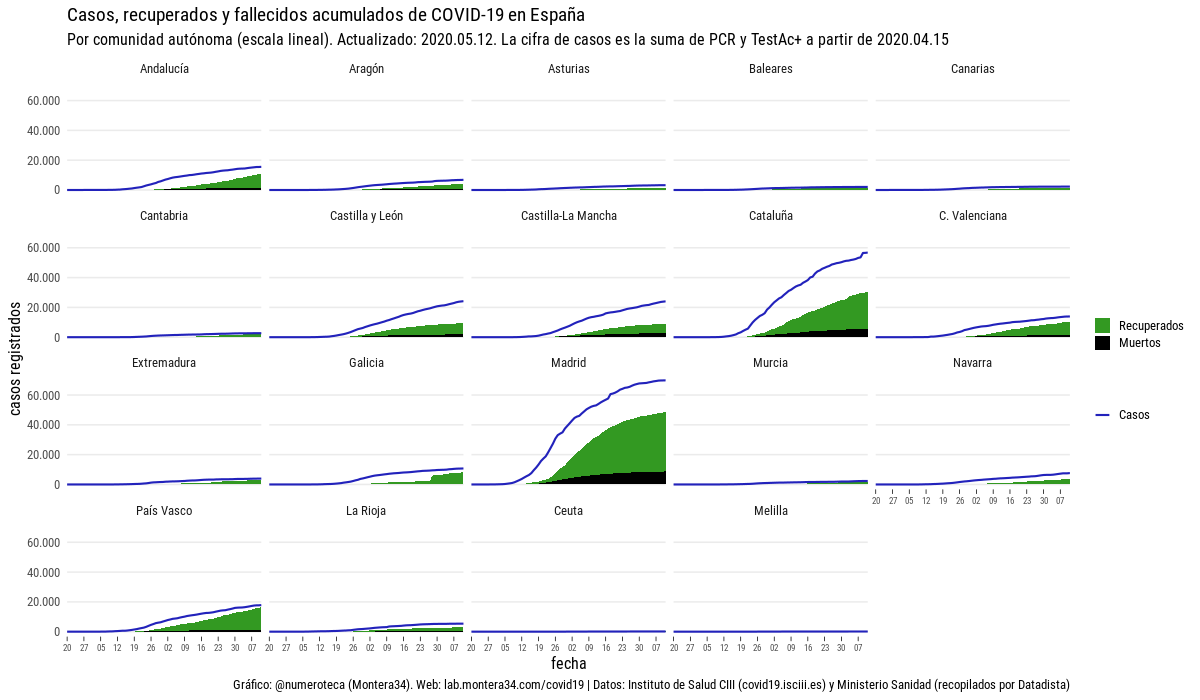 Casos, recuperados y fallecidos acumulados de COVID-19 en España
Por comunidad autónoma (escala lineal). Actualizado: 2020.05.12. La cifra de casos es la suma de PCR y TestAc+ a partir de 2020.04.15
Andalucía Aragón Asturias Baleares Canarias
60.000
40.000
20.000
0
Cantabria Castilla y León Castilla-La Mancha Cataluña C. Valenciana
60.000
40.000
20.000
0
Extremadura Galicia Madrid Murcia Navarra
60.000
40.000
20.000
0
20 27 05 12 19 26 02 09 16 23 30 07
País Vasco La Rioja Ceuta Melilla
60.000
40.000
20.000
0
20 27 05 12 19 26 02 09 16 23 30 07 20 27 05 12 19 26 02 09 16 23 30 07 20 27 05 12 19 26 02 09 16 23 30 07 20 27 05 12 19 26 02 09 16 23 30 07
casos registrados
fecha
Recuperados
Muertos
Casos
Gráfico: @numeroteca (Montera34). Web: lab.montera34.com/covid19 | Datos: Instituto de Salud CIII (covid19.isciii.es) y Ministerio Sanidad (recopilados por Datadista)